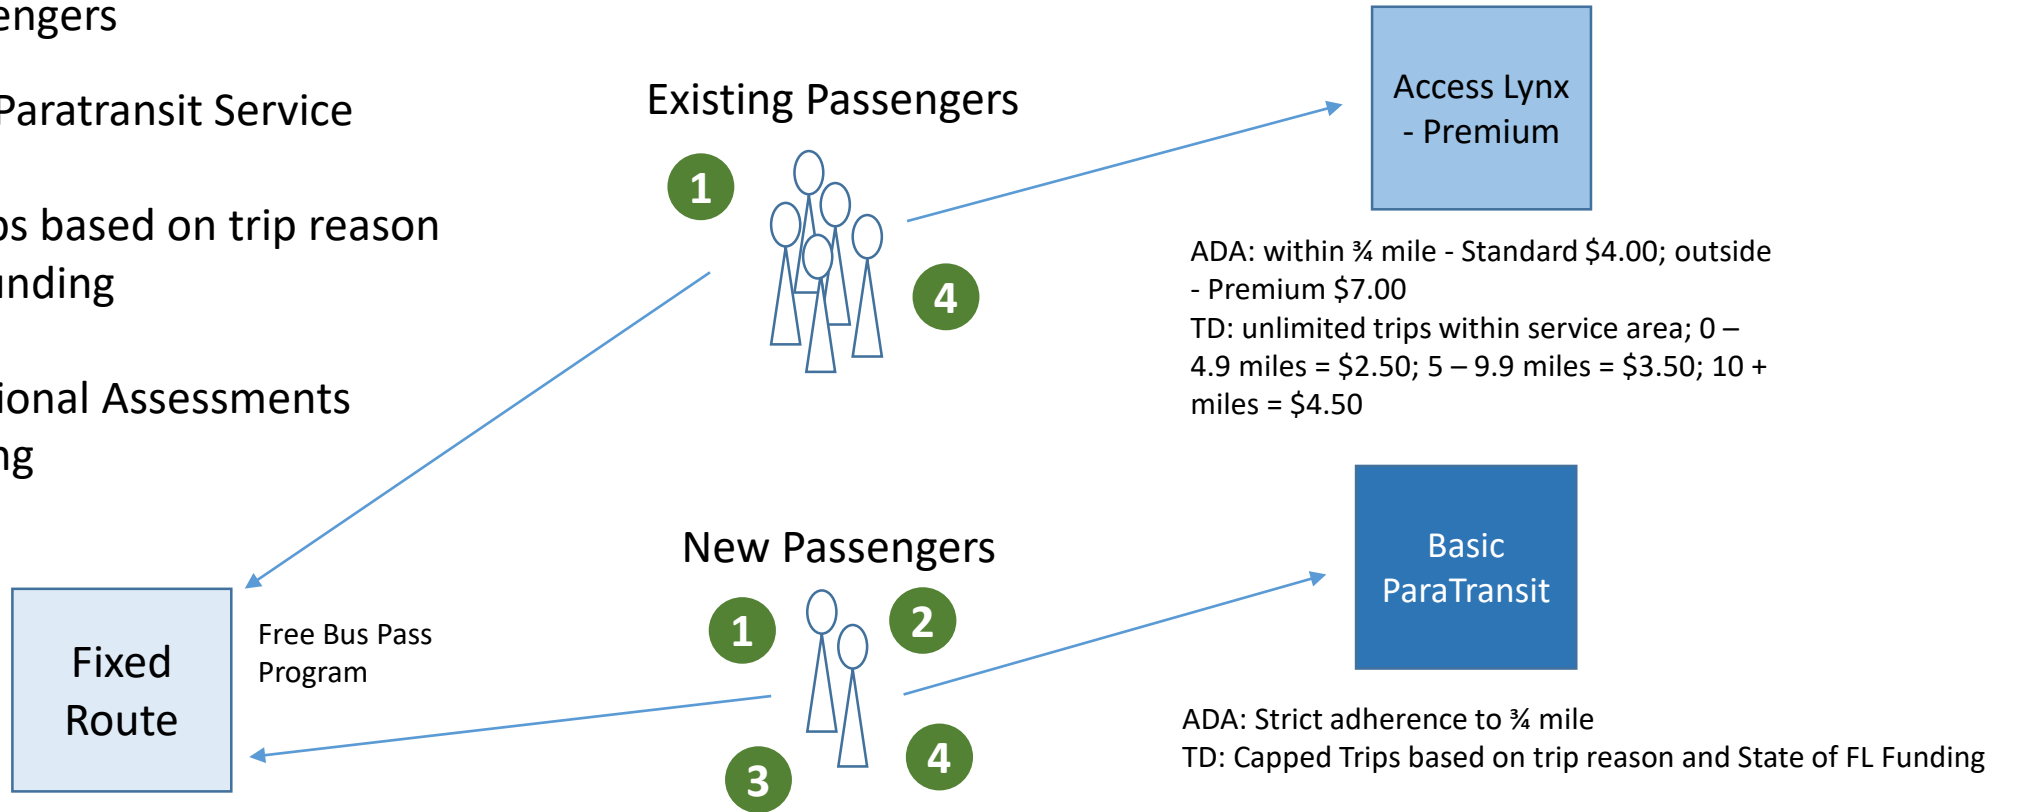 engers
Paratransit Service
ps based on trip reason
unding
ional Assessments
ng
Existing Passengers
1
4
Access Lynx
- Premium
ADA: within ¾ mile - Standard $4.00; outside
- Premium $7.00
TD: unlimited trips within service area; 0 –
4.9 miles = $2.50; 5 – 9.9 miles = $3.50; 10 +
miles = $4.50
New Passengers
1
2
3
4
Basic
ParaTransit
ADA: Strict adherence to ¾ mile
TD: Capped Trips based on trip reason and State of FL Funding
Fixed
Route
Free Bus Pass
Program